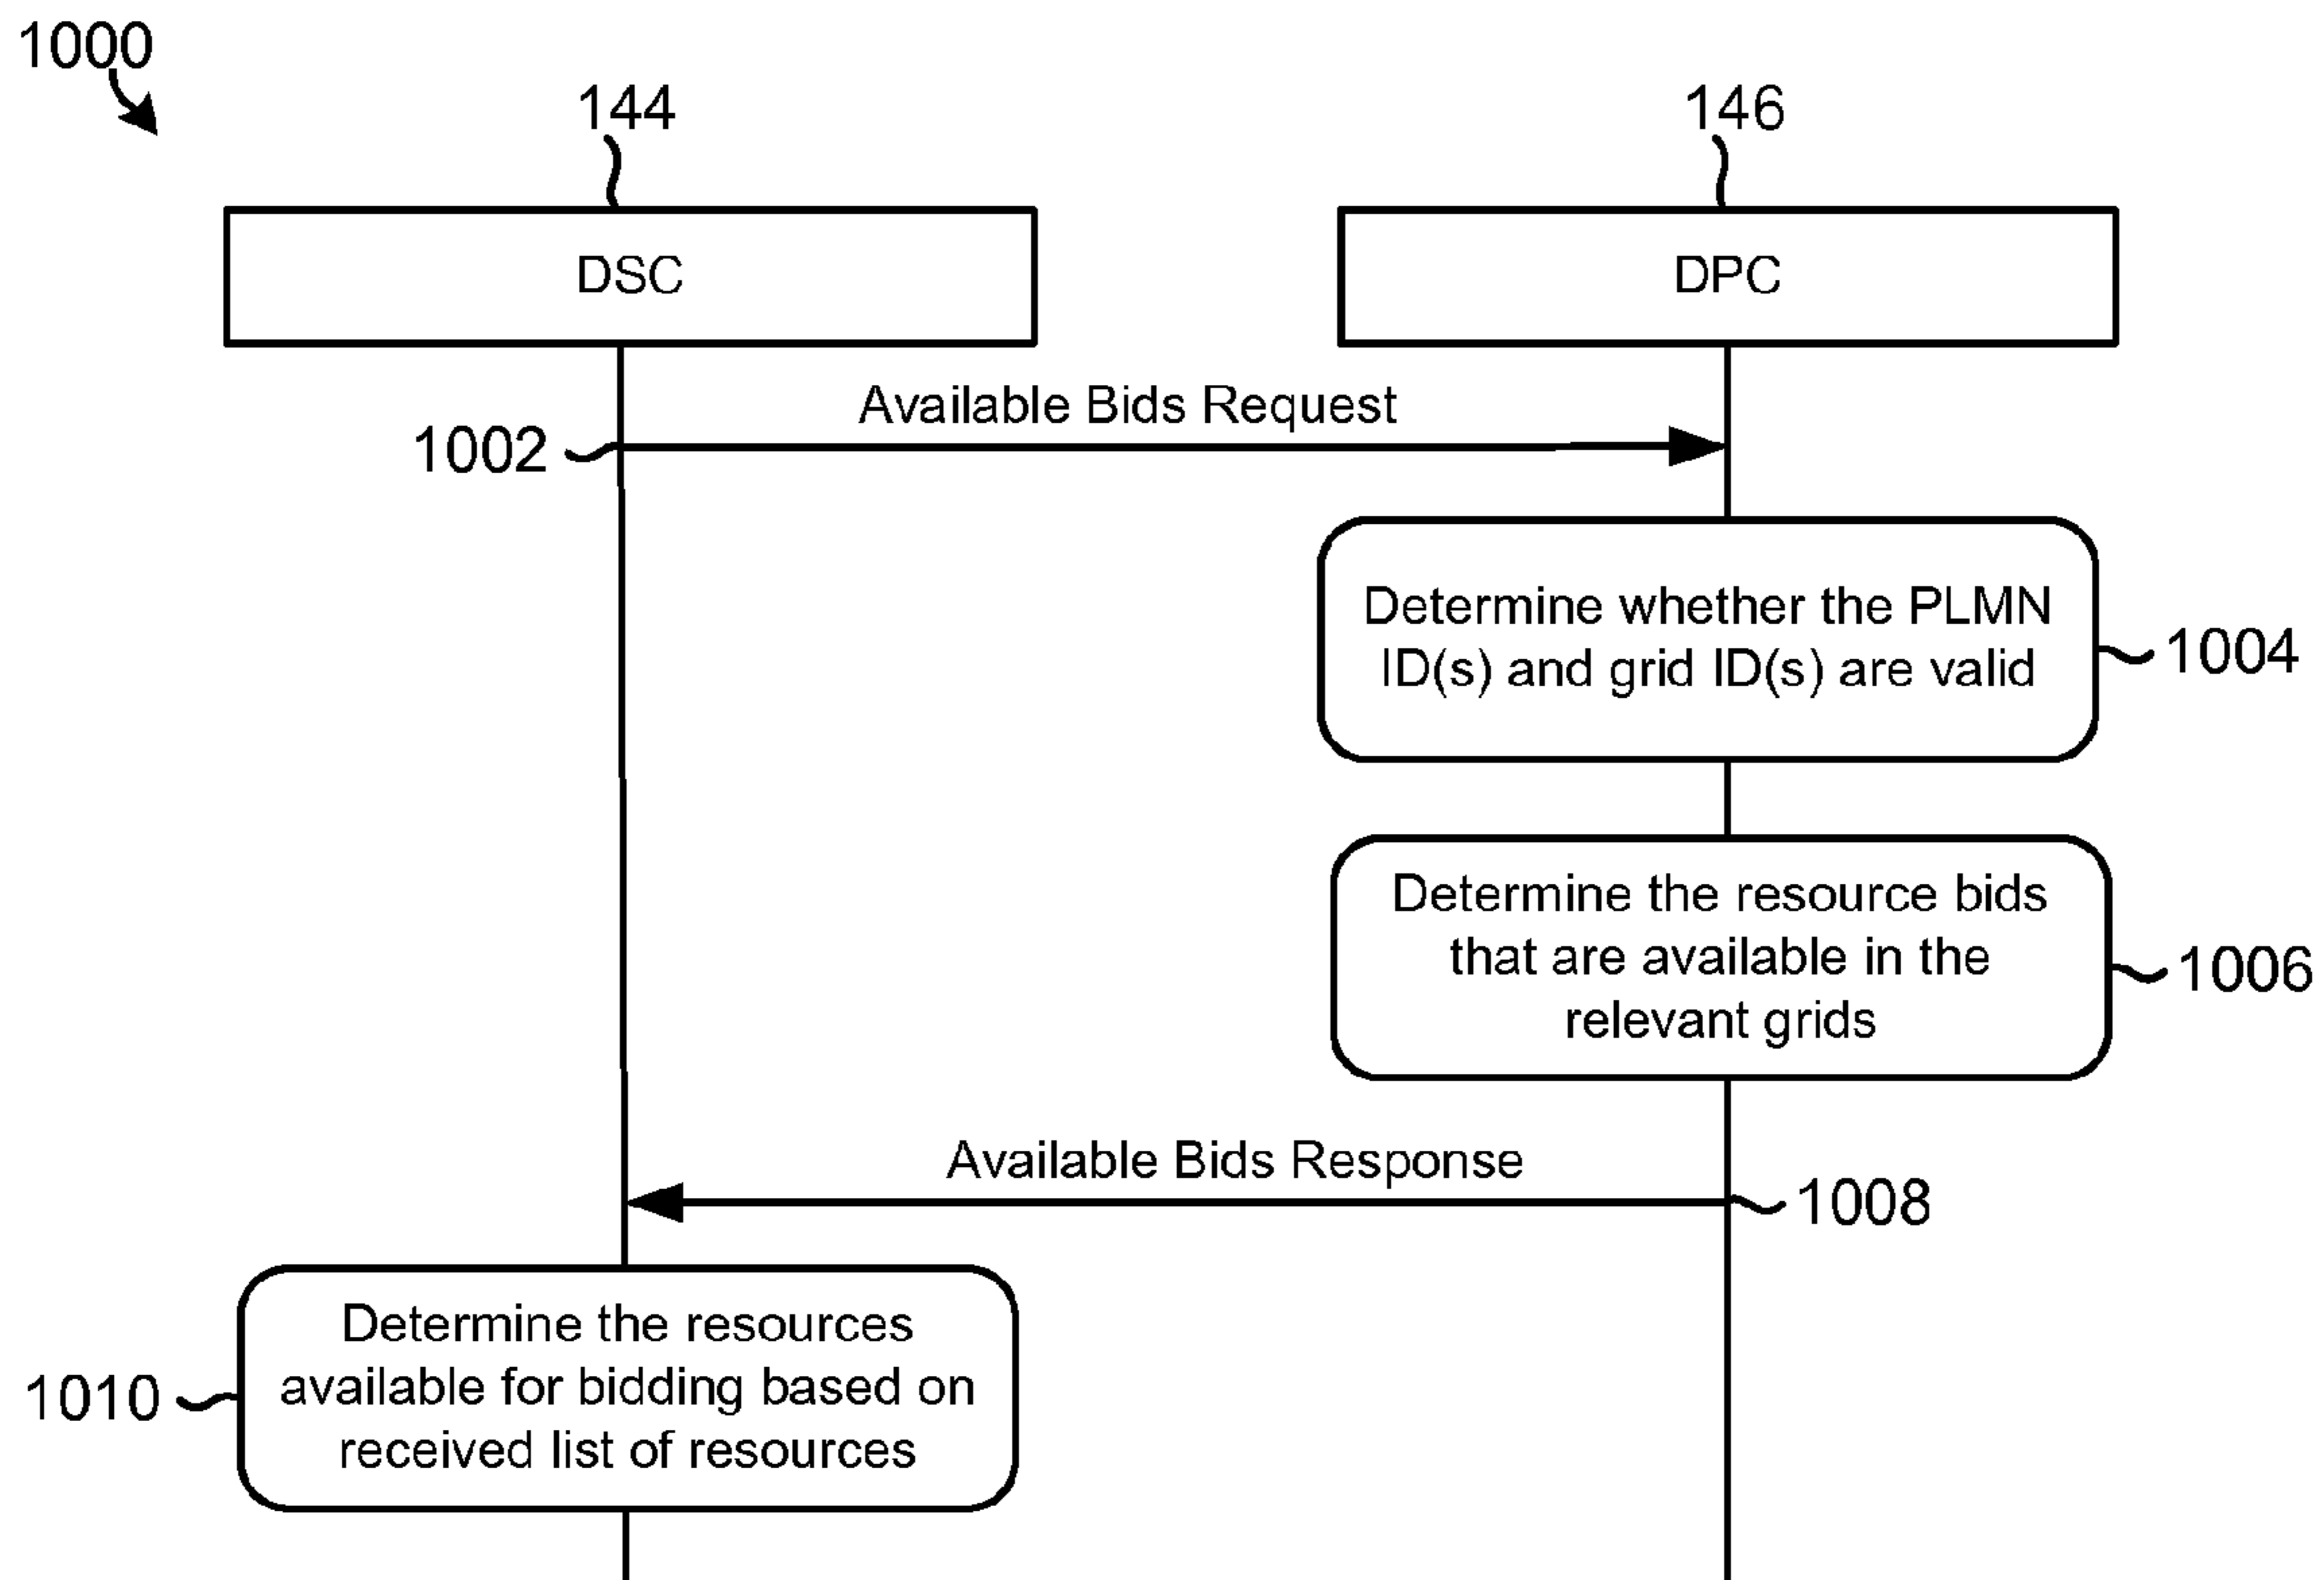 1000
144
146
DSC
DPC
Available Bids Request
1002
Determine whether the PLMN
ID(s) and grid ID(s) are valid
1004
Determine the resource bids
that are available in the
relevant grids
1006
Available Bids Response
1008
Determine the resources
available for bidding based on
received list of resources
1010